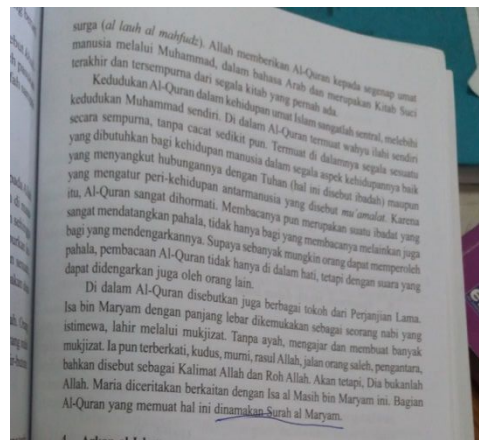 surga (al lauh al mahfudz). Allah memberikan Al-Quran kepada segenap umat
manusia melalui Muhammad, dalam bahasa Arab dan merupakan Kitab Suci
terakhir dan tersempurna dari segala kitab yang pernah ada.
Kedudukan Al-Quran dalam kehidupan umat Islam sangatlah sentral, melebihi
kedudukan Muhammad sendiri. Di dalam Al-Quran termuat wahyu ilahi sendiri
secara sempurna, tanpa cacat sedikit pun. Termuat di dalamnya segala sesuatu
yang dibutuhkan bagi kehidupan manusia dalam segala aspek kehidupannya baik
yang menyangkut hubungannya dengan Tuhan (hal ini disebut ibadah) maupun
yang mengatur peri-kehidupan antarmanusia yang disebut mu'amalat. Karena
itu, Al-Quran sangat dihormati. Membacanya pun merupakan suatu ibadat yang
sangat mendatangkan pahala, tidak hanya bagi yang membacanya melainkan juga
bagi yang mendengarkannya. Supaya sebanyak mungkin orang dapat memperoleh
pahala, pembacaan Al-Quran tidak hanya di dalam hati, tetapi dengan suara yang
dapat didengarkan juga oleh orang lain.
Di dalam Al-Quran disebutkan juga berbagai tokoh dari Perjanjian Lama.
Isa bin Maryam dengan panjang lebar dikemukakan sebagai seorang nabi yang
istimewa, lahir melalui mukjizat. Tanpa ayah, mengajar dan membuat banyak
mukjizat. Ia pun terberkati, kudus, murni, rasul Allah, jalan orang saleh, pengantara,
bahkan disebut sebagai Kalimat Allah dan Roh Allah. Akan tetapi, Dia bukanlah
Allah. Maria diceritakan berkaitan dengan Isa al Masih bin Maryam ini. Bagian
Al-Quran yang memuat hal ini dinamakan Surah al Maryam.